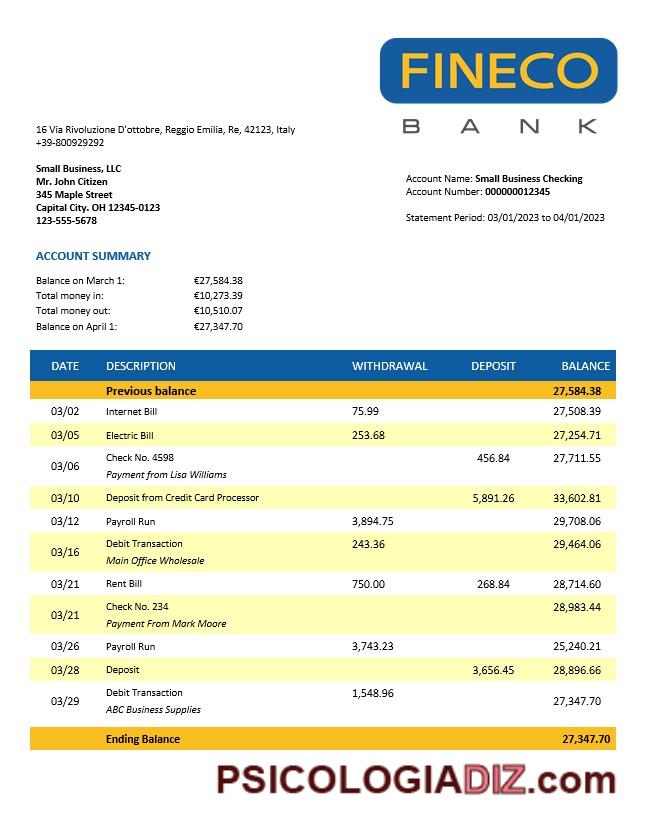 FINECO
BANK
16 Via Rivoluzione D'ottobre, Reggio Emilia, Re, 42123, Italy
+39-800929292
Small Business, LLC
Mr. John Citizen
345 Maple Street
Capital City. OH 12345-0123
123-555-5678
Account Name: Small Business Checking
Account Number: 000000012345
Statement Period: 03/01/2023 to 04/01/2023
ACCOUNT SUMMARY
Balance on March 1: €27,584.38
Total money in: €10,273.39
Total money out: €10,510.07
Balance on April 1: €27,347.70
DATE DESCRIPTION WITHDRAWAL DEPOSIT BALANCE
Previous balance 27,584.38
03/02 Internet Bill 75.99 27,508.39
03/05 Electric Bill 253.68 27,254.71
03/06 Check No. 4598 456.84 27,711.55
Payment from Lisa Williams
03/10 Deposit from Credit Card Processor 5,891.26 33,602.81
03/12 Payroll Run 3,894.75 29,708.06
03/16 Debit Transaction 243.36 29,464.06
Main Office Wholesale
03/21 Rent Bill 750.00 268.84 28,714.60
03/21 Check No. 234 28,983.44
Payment From Mark Moore
03/26 Payroll Run 3,743.23 25,240.21
03/28 Deposit 3,656.45 28,896.66
03/29 Debit Transaction 1,548.96 27,347.70
ABC Business Supplies
Ending Balance 27,347.70
PSICOLOGIADIZ.com